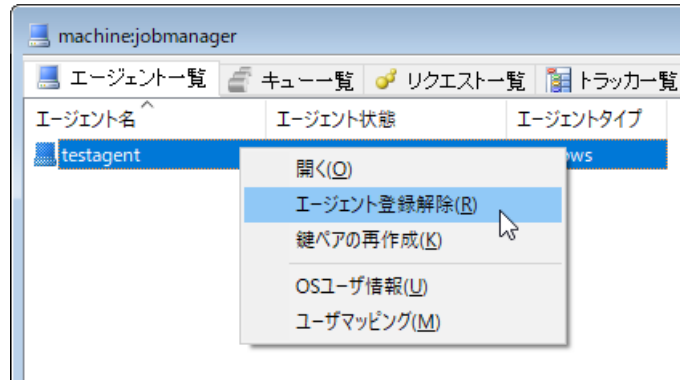 machine:jobmanager
エージェント一覧 キュー一覧 リクエスト一覧 トラッカー一覧
エージェント名 エージェント状態 エージェントタイプ
testagent ows
開く(O)
エージェント登録解除(R)
鍵ペアの再作成(K)
OSユーザ情報(U)
ユーザマッピング(M)